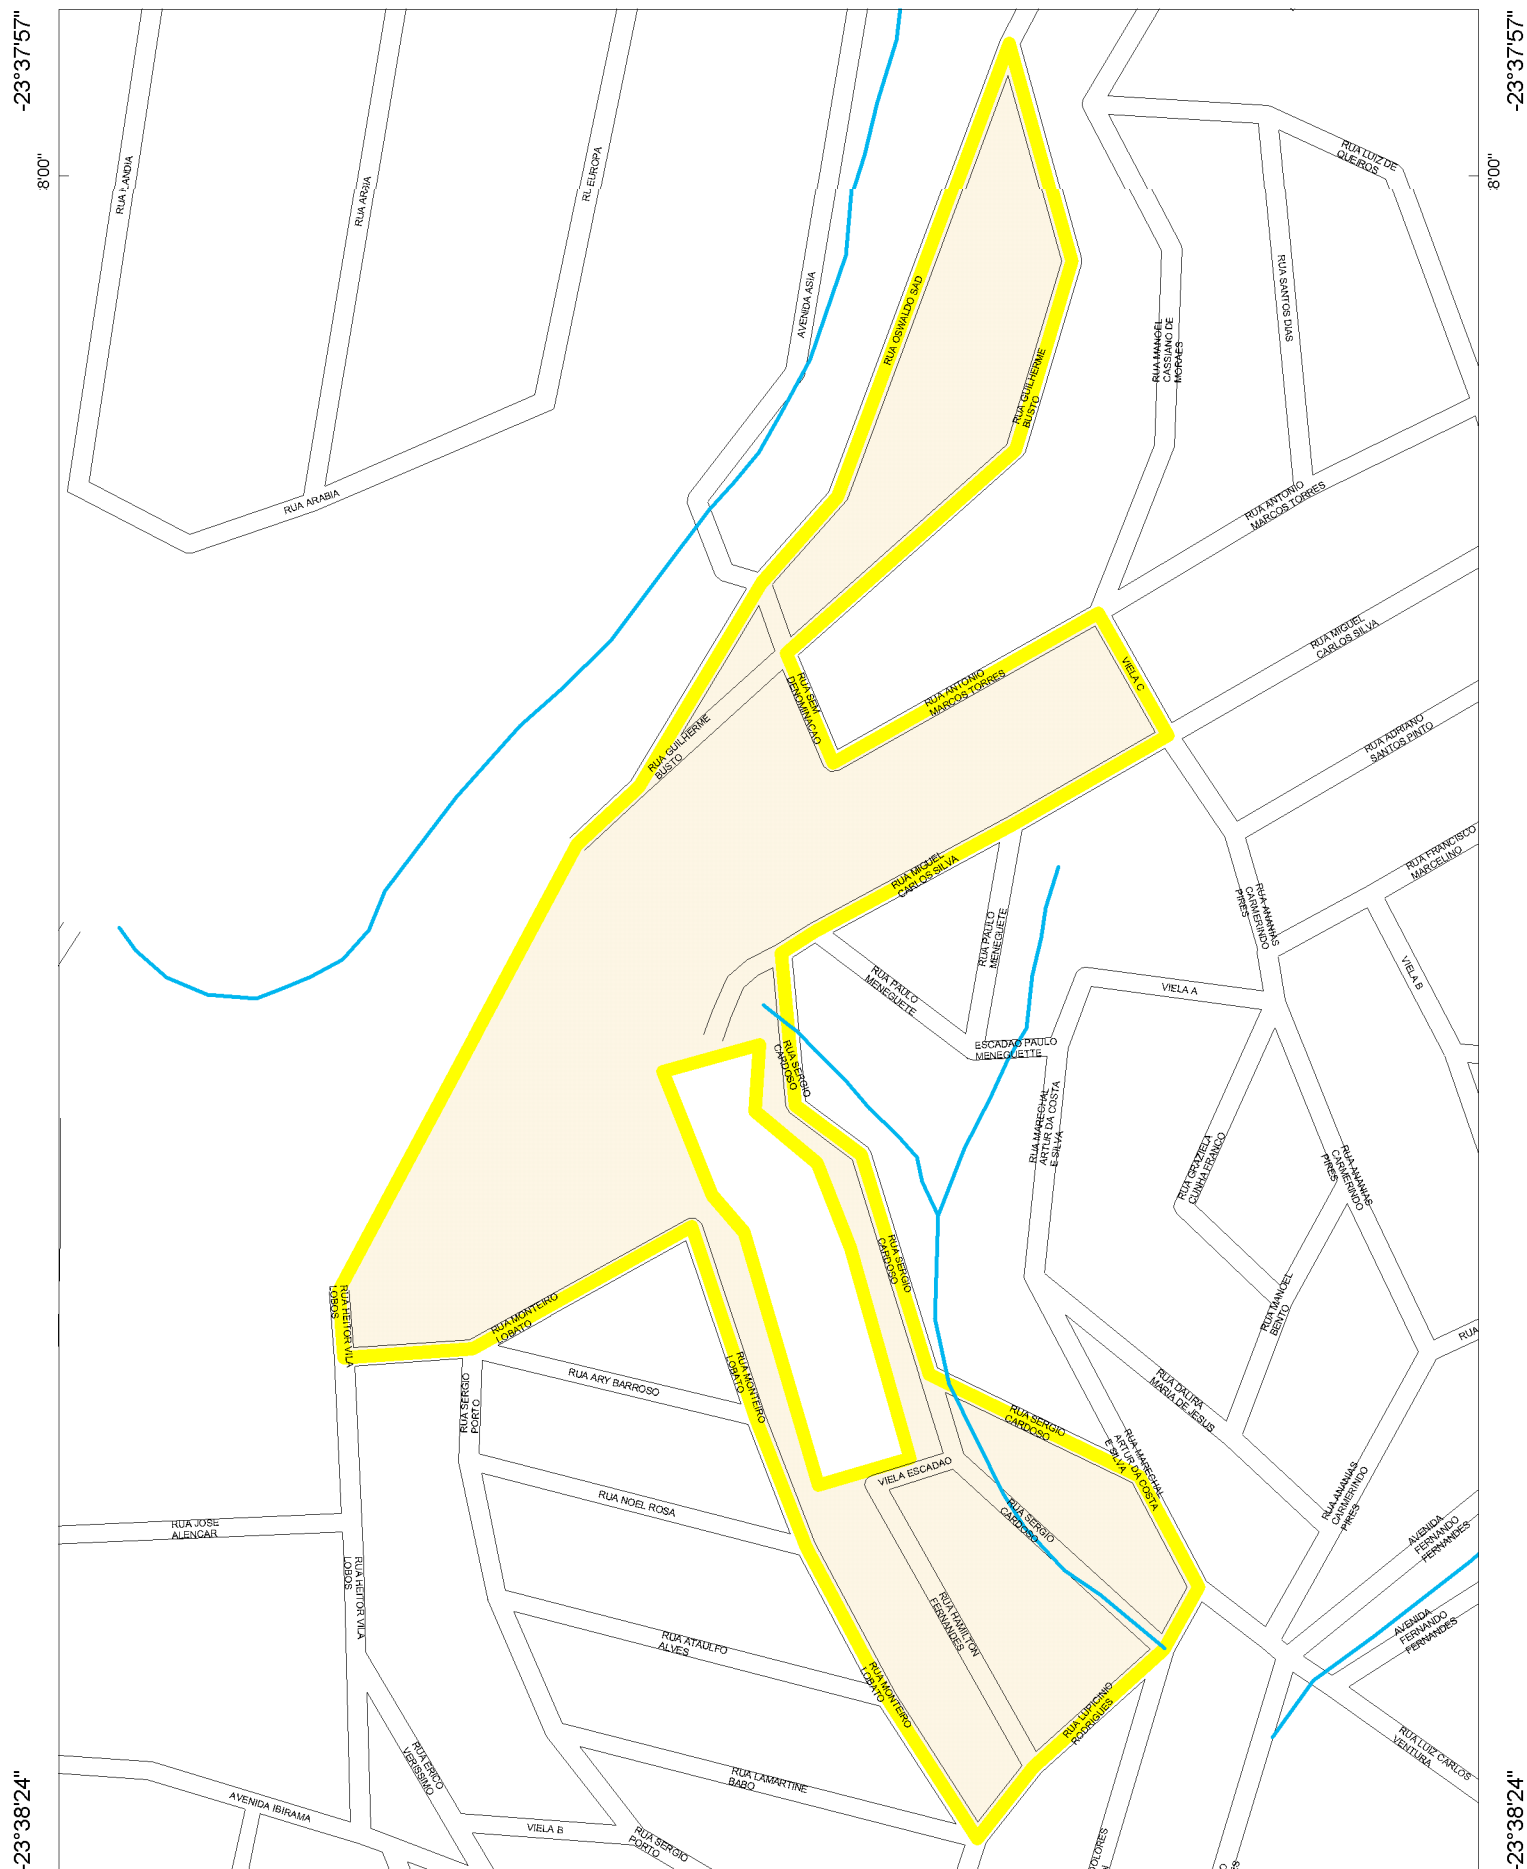 -23°37'57"
-23°37'57"
8'00"
8'00"
RUA LUIZ DE
QUEIROS
RUA
LANDIA
RUA ARÁIA
EUROPA
AVENIDA ASIA
RUA OSWALDO SAD
RUA SANTOS DIAS
RUA MANOEL
CASSIANO DE
MORAES
RUA GUILHERME
BUSTO
RUA ARABIA
RUA ANTONIO
MARCOS TORRES
RUA MIGUEL
CARLOS SILVA
VIELA C
RUA ANTONIO
MARCOS TORRES
RUA SEM
DENOMINACAO
RUA GUILHERME
BUSTO
RUA ADRIANO
SANTOS PINTO
RUA FRANCISCO
MARCELINO
RUA MIGUEL
CARLOS SILVA
RUA ANANIAS
CARMERINDO
PIRES
RUA PAULO
MENEGUETE
RUA PAULO
MENEGUETE
VIELA B
VIELA A
ESCADAO PAULO
MENEGUETTE
RUA SERGIO
CARDOSO
RUA MARECHAL
ARTUR DA COSTA
E SILVA
RUA GRAZIELA
CUNHA FRANCO
RUA ANANIAS
CARMERINDO
PIRES
RUA SERGIO
CARDOSO
RUA MANOEL
BENTO
RUA HEITOR VILA
LOBOS
RUA MONTEIRO
LOBATO
RUA
RUA MONTEIRO
LOBATO
RUA ARY BARROSO
RUA SERGIO
PORTO
RUA DALIRA
MARIA DE JESUS
RUA SERGIO
CARDOSO
RUA MARECHAL
ARTUR DA COSTA
E SILVA
VIELA ESCADAO
RUA NOEL ROSA
RUA SERGIO
CARDOSO
RUA ANANIAS
CARMERINDO
PIRES
AVENIDA
FERNANDO
FERNANDES
RUA JOSE
ALENCAR
RUA HEITOR VILA
LOBOS
RUA HAMILTON
FERNANDES
AVENIDA
FERNANDO
FERNANDES
RUA ATAULFO
ALVES
RUA MONTEIRO
LOBATO
RUA LUPICINIO
RODRIGUES
RUA LUIZ CARLOS
VENTURA
RUA ERICO
VERISSIMO
RUA LAMARTINE
BABO
AVENIDA IBIRAMA
VIELA B
RUA SERGIO
PORTO
DOLORES
-23°38'24"
-23°38'24"